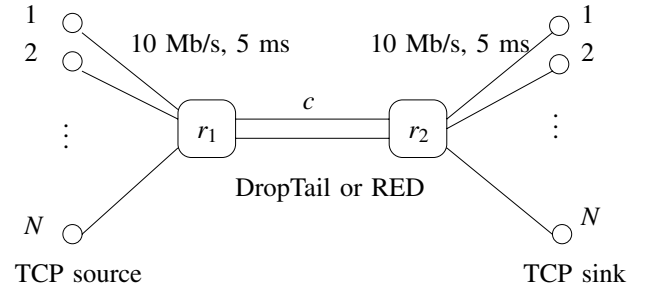 1
10 Mb/s, 5 ms
10 Mb/s, 5 ms
1
2
2
c
r1
r2
⋮
⋮
DropTail or RED
N
N
TCP source
TCP sink